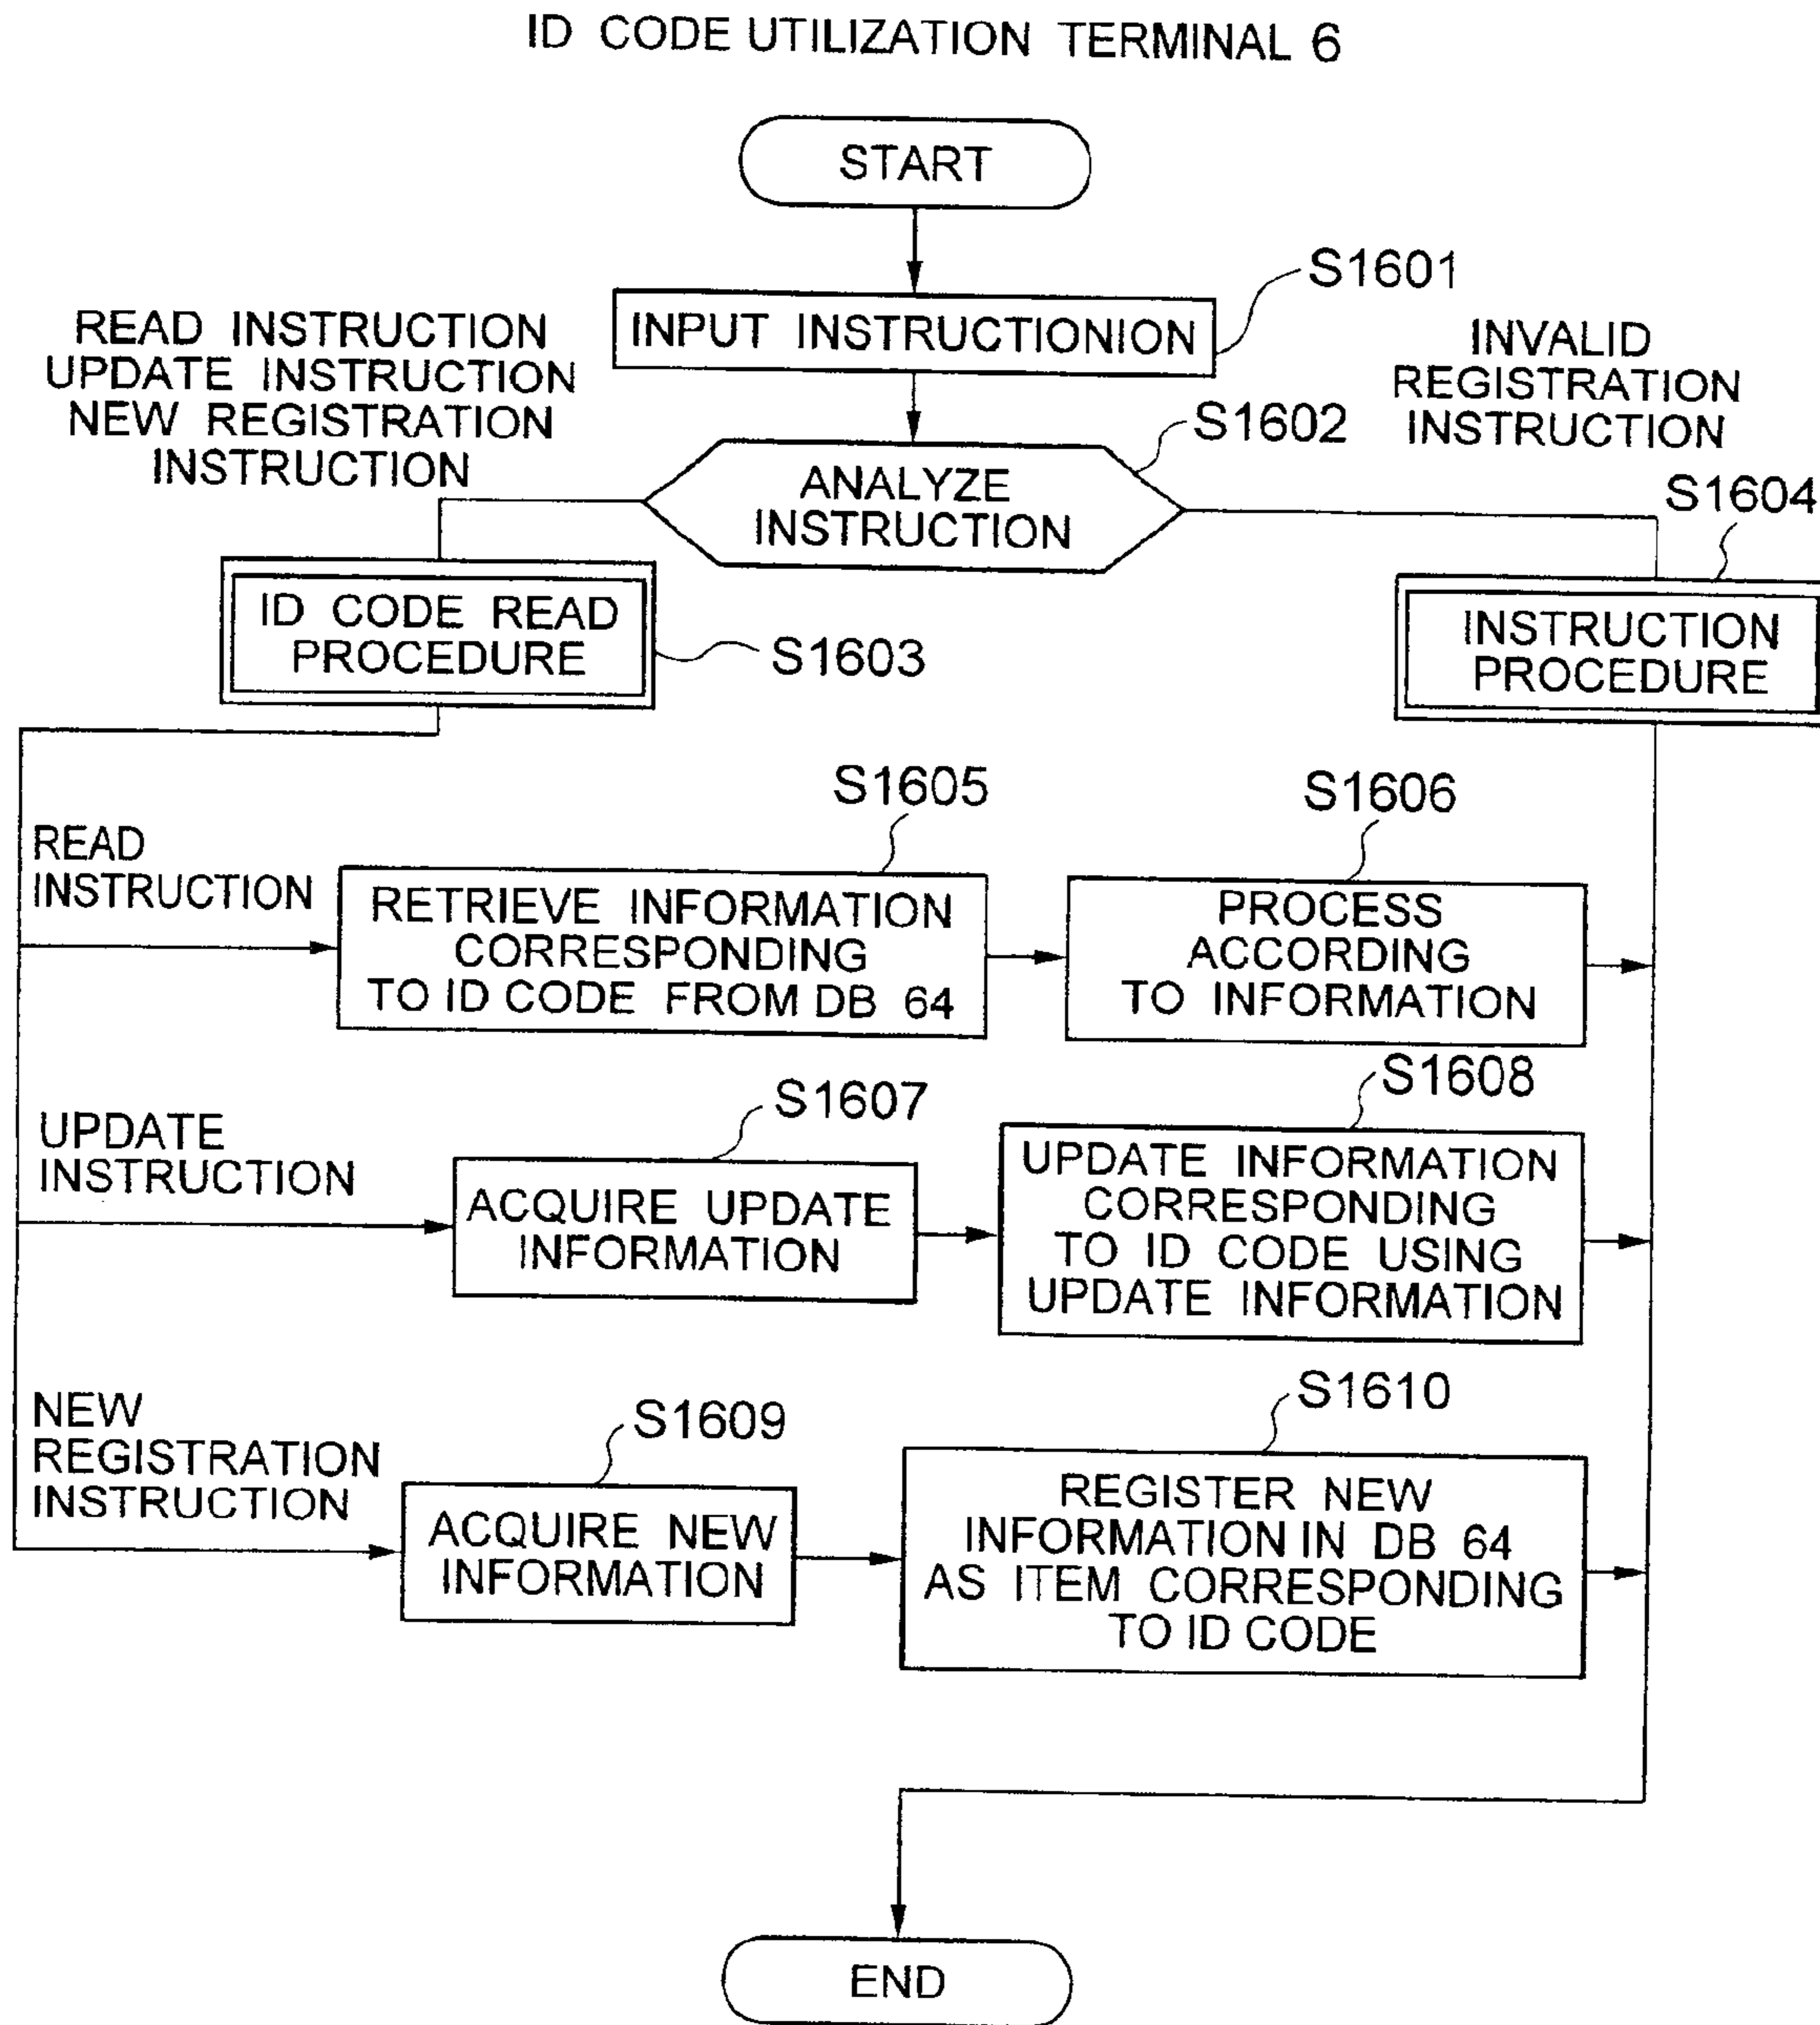 ID CODE UTILIZATION TERMINAL 6
START
S1601
INPUT INSTRUCTIONION
READ INSTRUCTION
UPDATE INSTRUCTION
NEW REGISTRATION
INSTRUCTION
INVALID
REGISTRATION
INSTRUCTION
S1602
ANALYZE
INSTRUCTION
S1604
ID CODE READ
PROCEDURE
S1603
INSTRUCTION
PROCEDURE
S1605
S1606
READ
INSTRUCTION
RETRIEVE INFORMATION
CORRESPONDING
TO ID CODE FROM DB 64
PROCESS
ACCORDING
TO INFORMATION
S1607
S1608
UPDATE
INSTRUCTION
ACQUIRE UPDATE
INFORMATION
UPDATE INFORMATION
CORRESPONDING
TO ID CODE USING
UPDATE INFORMATION
S1609
S1610
NEW
REGISTRATION
INSTRUCTION
ACQUIRE NEW
INFORMATION
REGISTER NEW
INFORMATION IN DB 64
AS ITEM CORRESPONDING
TO ID CODE
END